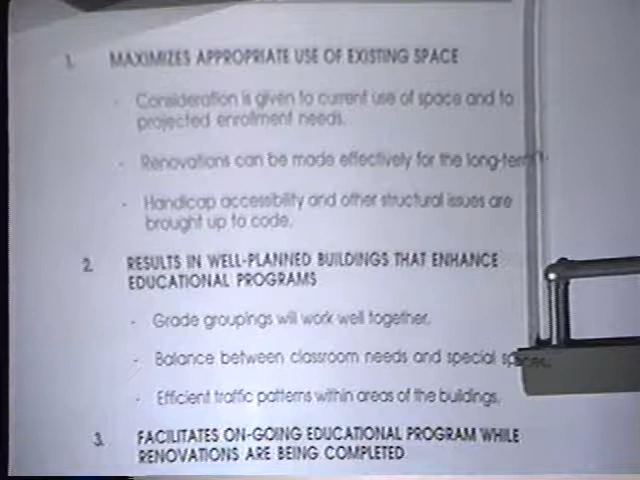 1. MAXIMIZES APPROPRIATE USE OF EXISTING SPACE
- Consideration is given to current use of space and to
projected enrollment needs.
- Renovations can be made effectively for the long-term.
- Handicap accessibility and other structural issues are
brought up to code.
2. RESULTS IN WELL-PLANNED BUILDINGS THAT ENHANCE
EDUCATIONAL PROGRAMS
- Grade groupings will work well together.
- Balance between classroom needs and special spaces.
- Efficient traffic patterns within areas of the buildings.
3. FACILITATES ON-GOING EDUCATIONAL PROGRAM WHILE
RENOVATIONS ARE BEING COMPLETED